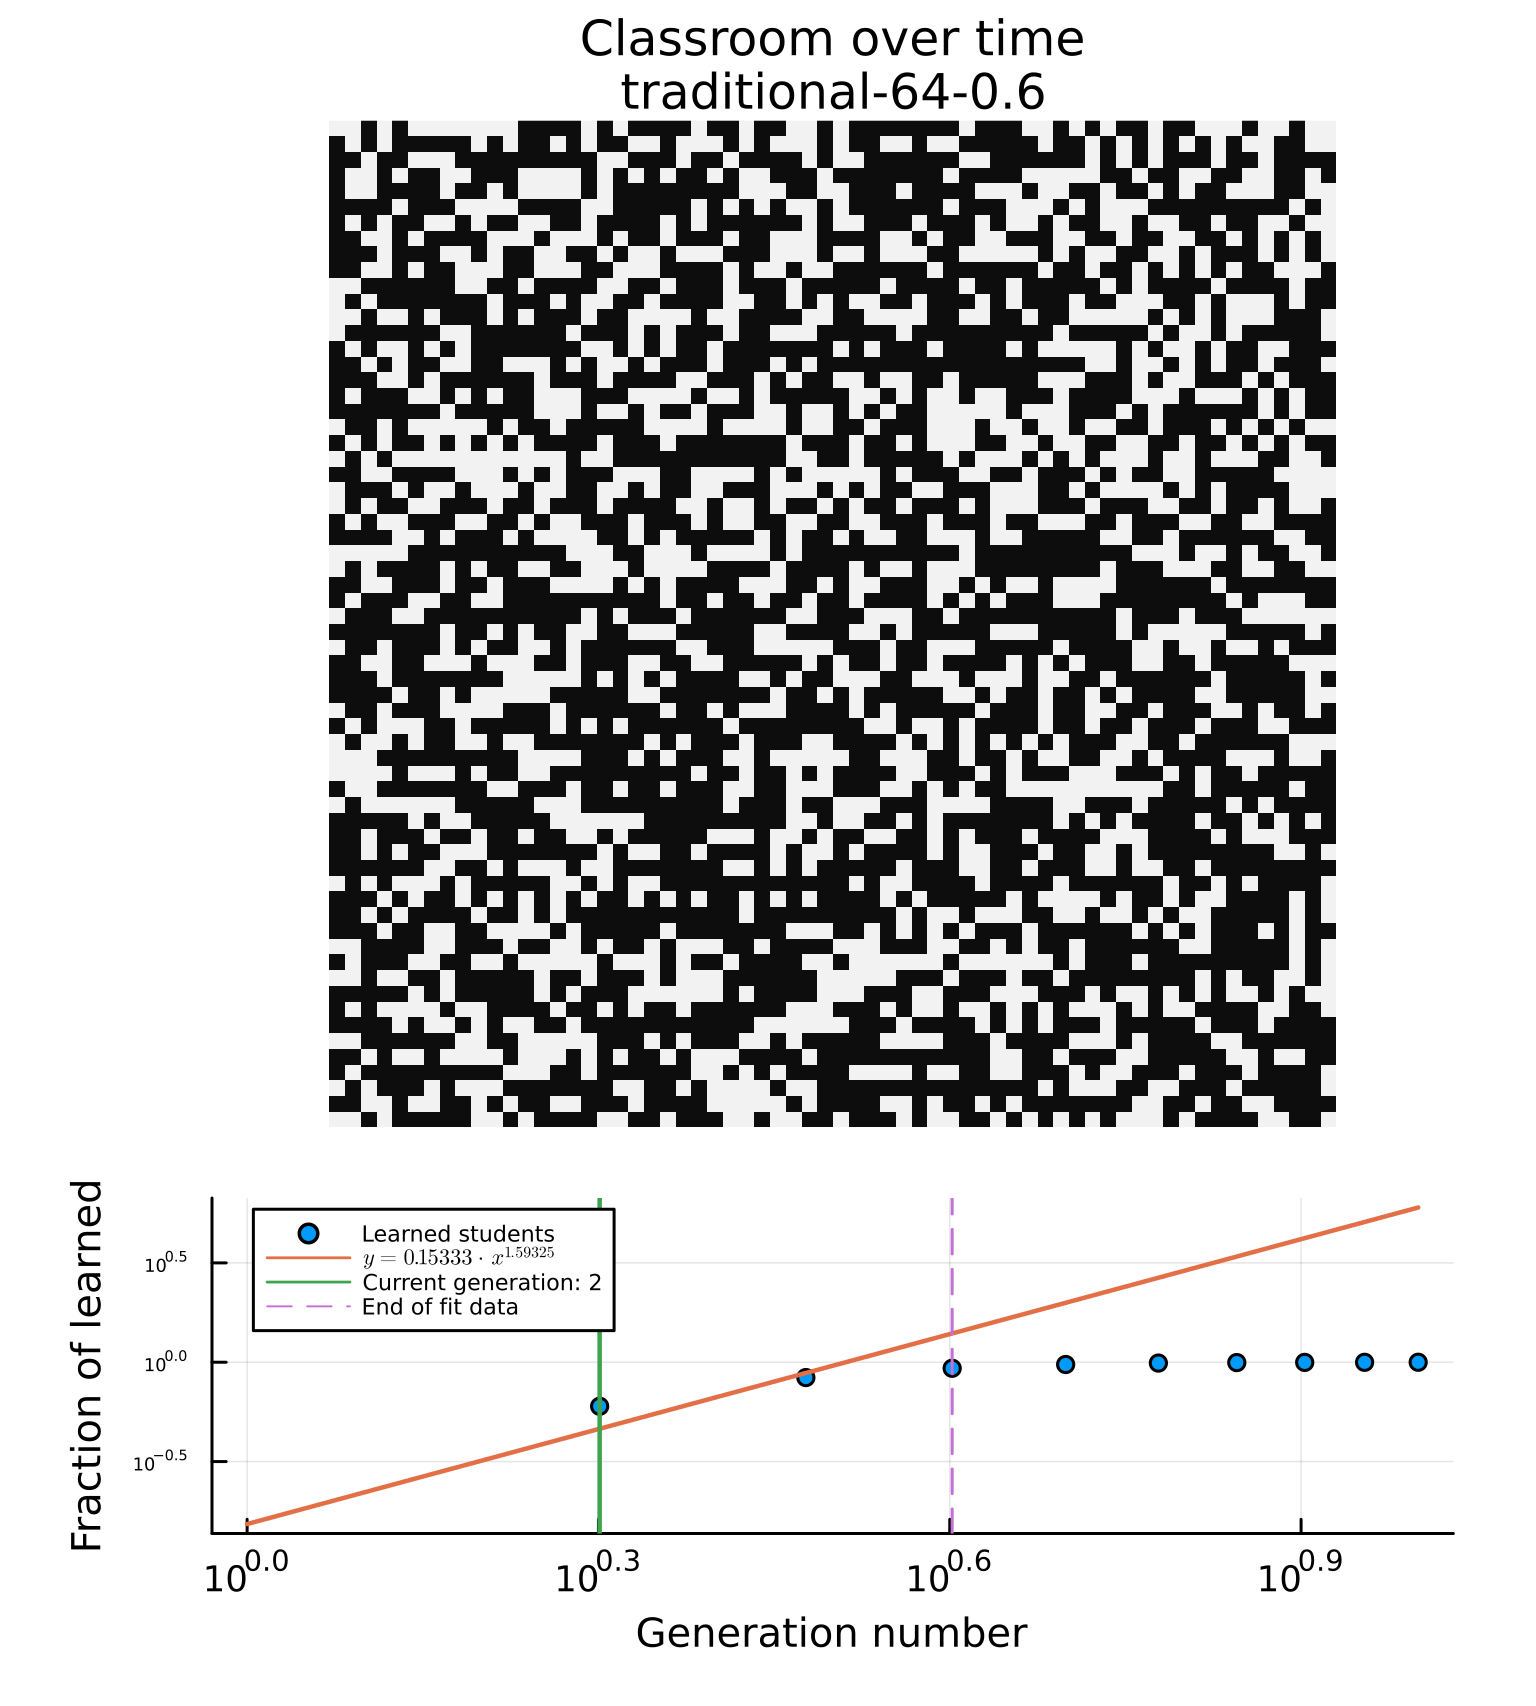 Classroom over time
traditional-64-0.6
Fraction of learned
10^0.5
10^0.0
10^−0.5
Learned students
y = 0.15333 · x^1.59325
Current generation: 2
End of fit data
10^0.0 10^0.3 10^0.6 10^0.9
Generation number